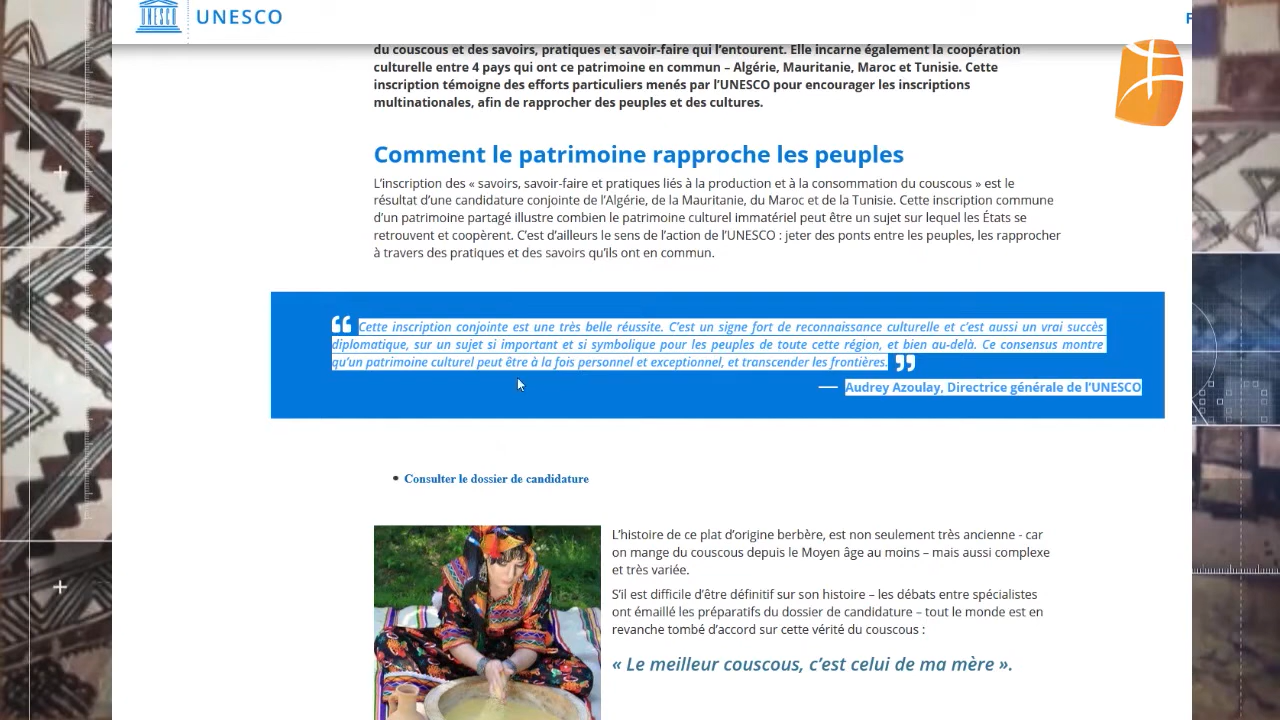 UNESCO
du couscous et des savoirs, pratiques et savoir-faire qui l’entourent. Elle incarne également la coopération
culturelle entre 4 pays qui ont ce patrimoine en commun – Algérie, Mauritanie, Maroc et Tunisie. Cette
inscription témoigne des efforts particuliers menés par l’UNESCO pour encourager les inscriptions
multinationales, afin de rapprocher des peuples et des cultures.
Comment le patrimoine rapproche les peuples
L’inscription des « savoirs, savoir-faire et pratiques liés à la production et à la consommation du couscous » est le
résultat d’une candidature conjointe de l’Algérie, de la Mauritanie, du Maroc et de la Tunisie. Cette inscription commune
d’un patrimoine partagé illustre combien le patrimoine culturel immatériel peut être un sujet sur lequel les États se
retrouvent et coopèrent. C’est d’ailleurs le sens de l’action de l’UNESCO : jeter des ponts entre les peuples, les rapprocher
à travers des pratiques et des savoirs qu’ils ont en commun.
“ Cette inscription conjointe est une très belle réussite. C’est un signe fort de reconnaissance culturelle et c’est aussi un vrai succès
diplomatique, sur un sujet si important et si symbolique pour les peuples de toute cette région, et bien au-delà. Ce consensus montre
qu’un patrimoine culturel peut être à la fois personnel et exceptionnel, et transcender les frontières. ”
— Audrey Azoulay, Directrice générale de l’UNESCO
• Consulter le dossier de candidature
L’histoire de ce plat d’origine berbère, est non seulement très ancienne - car
on mange du couscous depuis le Moyen âge au moins – mais aussi complexe
et très variée.
S’il est difficile d’être définitif sur son histoire – les débats entre spécialistes
ont émaillé les préparatifs du dossier de candidature – tout le monde est en
revanche tombé d’accord sur cette vérité du couscous :
« Le meilleur couscous, c’est celui de ma mère ».